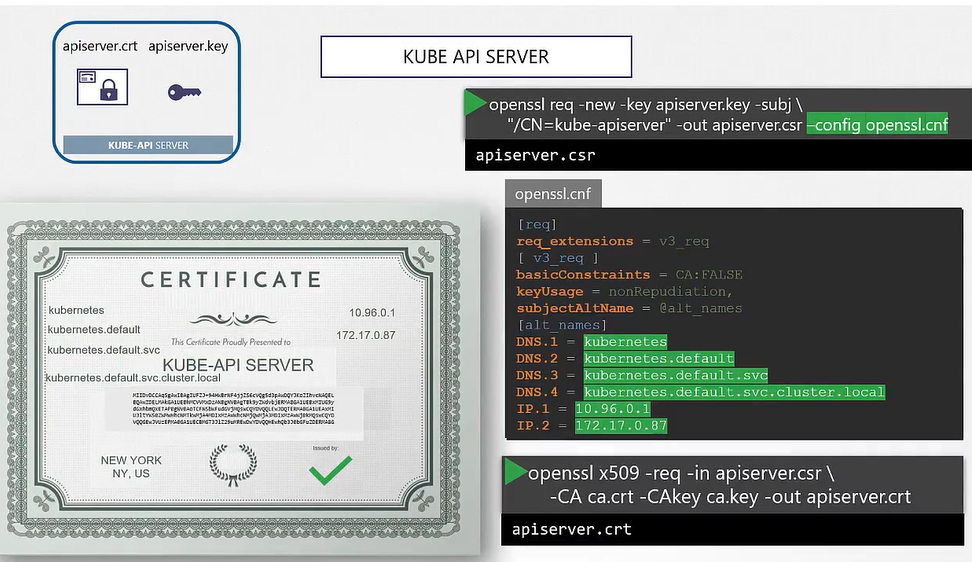 apiserver.crt apiserver.key
KUBE-API SERVER
KUBE API SERVER
openssl req -new -key apiserver.key -subj \
"/CN=kube-apiserver" -out apiserver.csr –config openssl.cnf
apiserver.csr
openssl.cnf
[req]
req_extensions = v3_req
[ v3_req ]
basicConstraints = CA:FALSE
keyUsage = nonRepudiation,
subjectAltName = @alt_names
[alt_names]
DNS.1 = kubernetes
DNS.2 = kubernetes.default
DNS.3 = kubernetes.default.svc
DNS.4 = kubernetes.default.svc.cluster.local
IP.1 = 10.96.0.1
IP.2 = 172.17.0.87
openssl x509 -req -in apiserver.csr \
-CA ca.crt -CAkey ca.key -out apiserver.crt
apiserver.crt
CERTIFICATE
kubernetes
10.96.0.1
kubernetes.default
172.17.0.87
This Certificate Proudly Presented to
kubernetes.default.svc
KUBE-API SERVER
kubernetes.default.svc.cluster.local
Issued by:
NEW YORK
NY, US